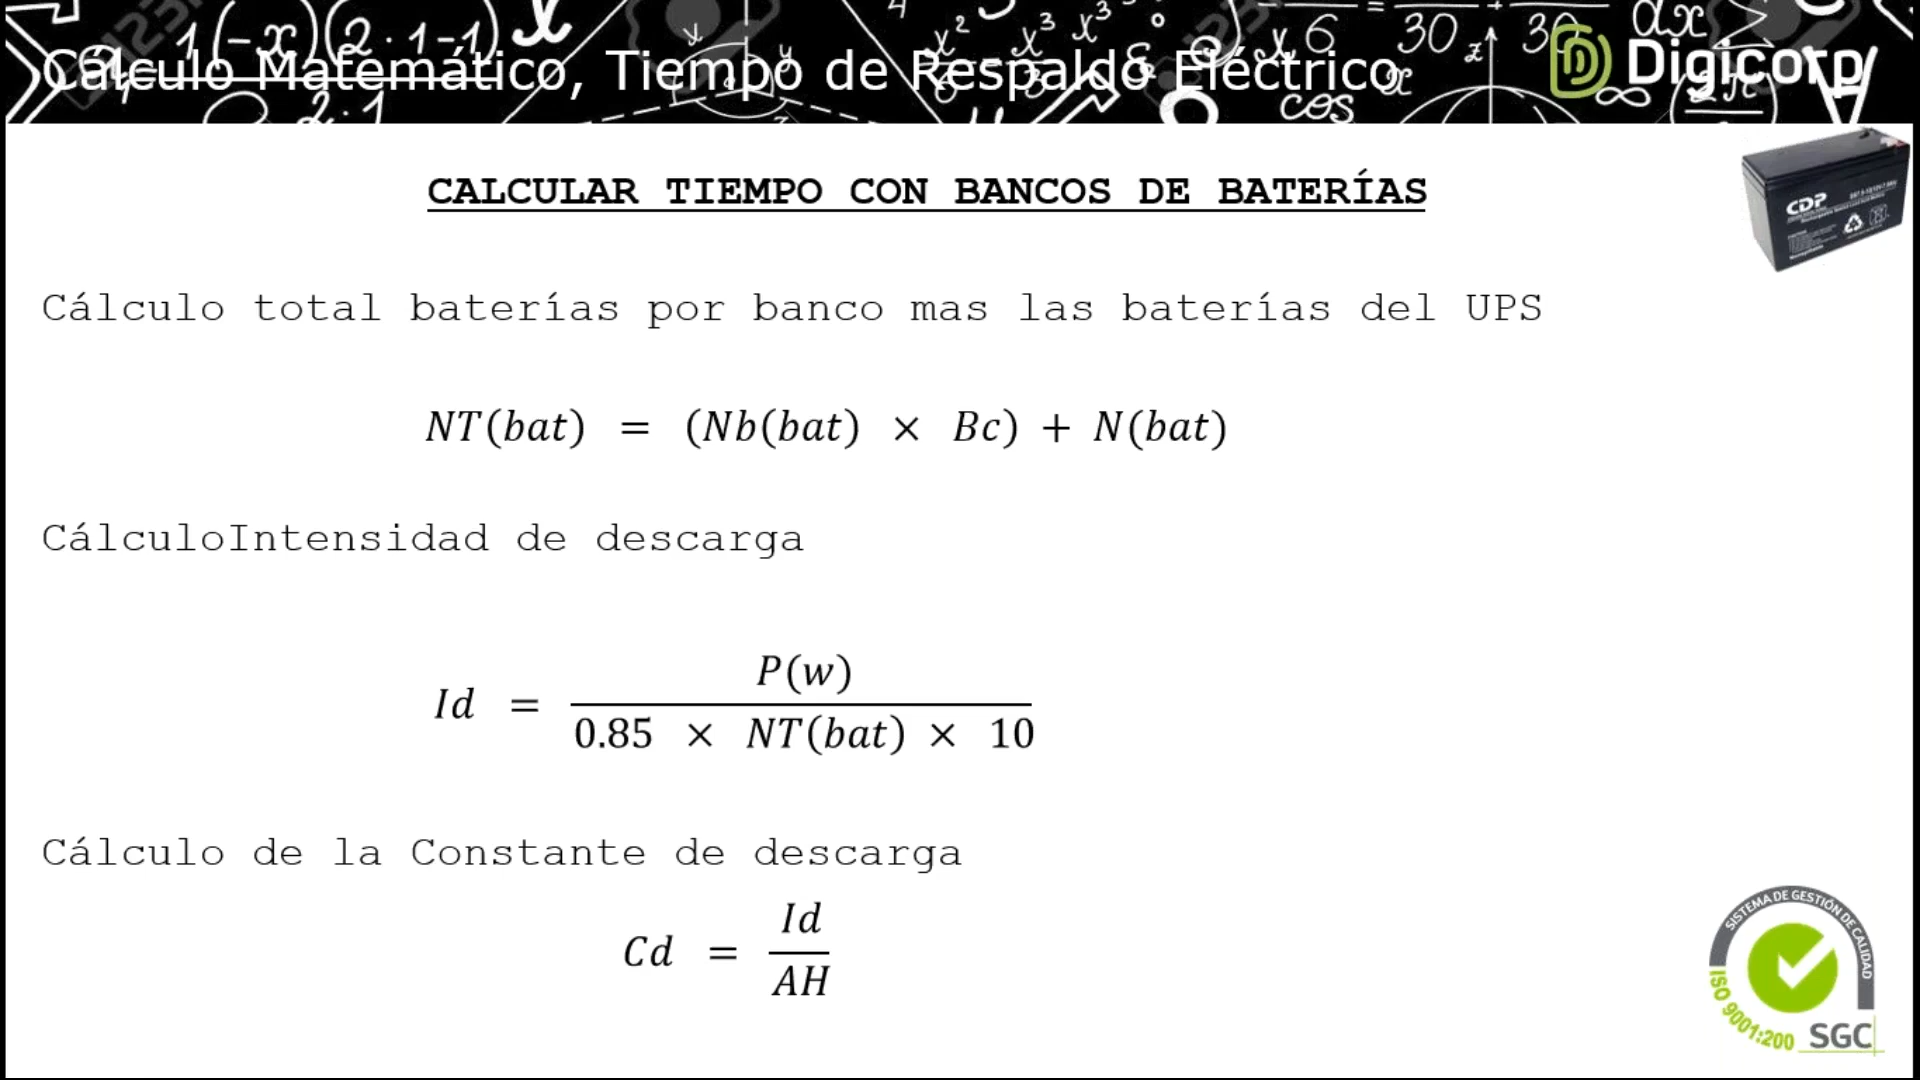 Cálculo Matemático, Tiempo de Respaldo Eléctrico
Digicorp
CALCULAR TIEMPO CON BANCOS DE BATERÍAS
CDP
Cálculo total baterías por banco mas las baterías del UPS
NT(bat) = (Nb(bat) × Bc) + N(bat)
CálculoIntensidad de descarga
Id = P(w) / 0.85 × NT(bat) × 10
Cálculo de la Constante de descarga
Cd = Id / AH
SISTEMA DE GESTIÓN DE CALIDAD
ISO 9001:200 SGC